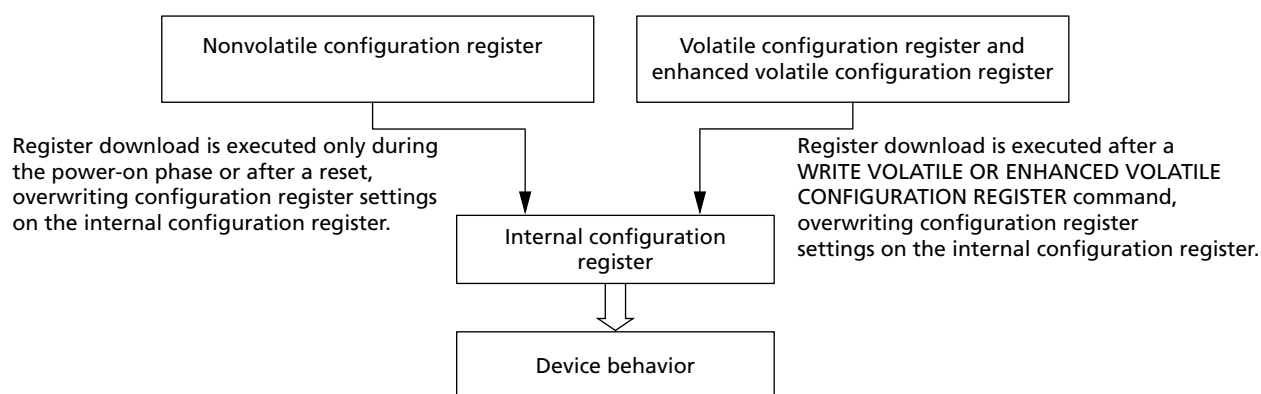 Nonvolatile configuration register
Volatile configuration register and
enhanced volatile configuration register
Register download is executed only during
the power-on phase or after a reset,
overwriting configuration register settings
on the internal configuration register.
Register download is executed after a
WRITE VOLATILE OR ENHANCED VOLATILE
CONFIGURATION REGISTER command,
overwriting configuration register
settings on the internal configuration register.
Internal configuration
register
Device behavior